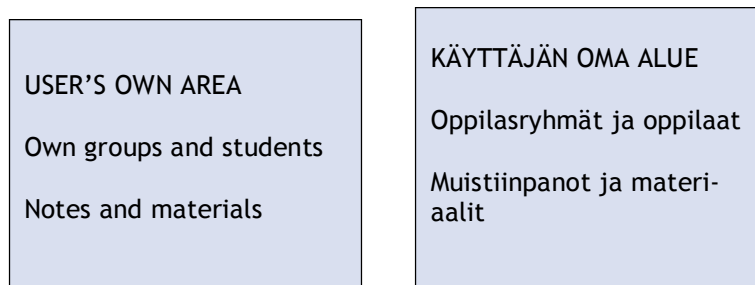 USER’S OWN AREA
Own groups and students
Notes and materials
KÄYTTÄJÄN OMA ALUE
Oppilasryhmät ja oppilaat
Muistiinpanot ja materi-
aalit